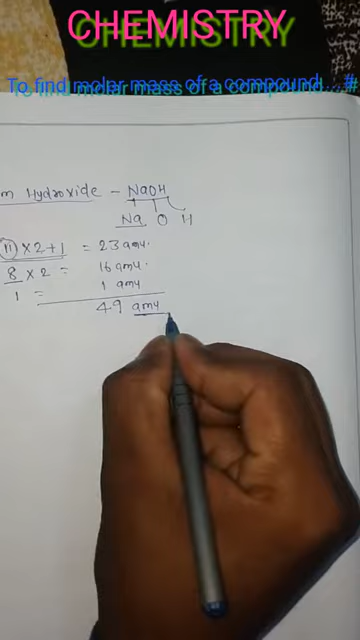 CHEMISTRY
To find molar mass of a compound....#
m Hydroxide - NaOH
Na O H
11 × 2 + 1 = 23 amu.
8 × 2 = 16 amu.
1 = 1 amu
49 amu